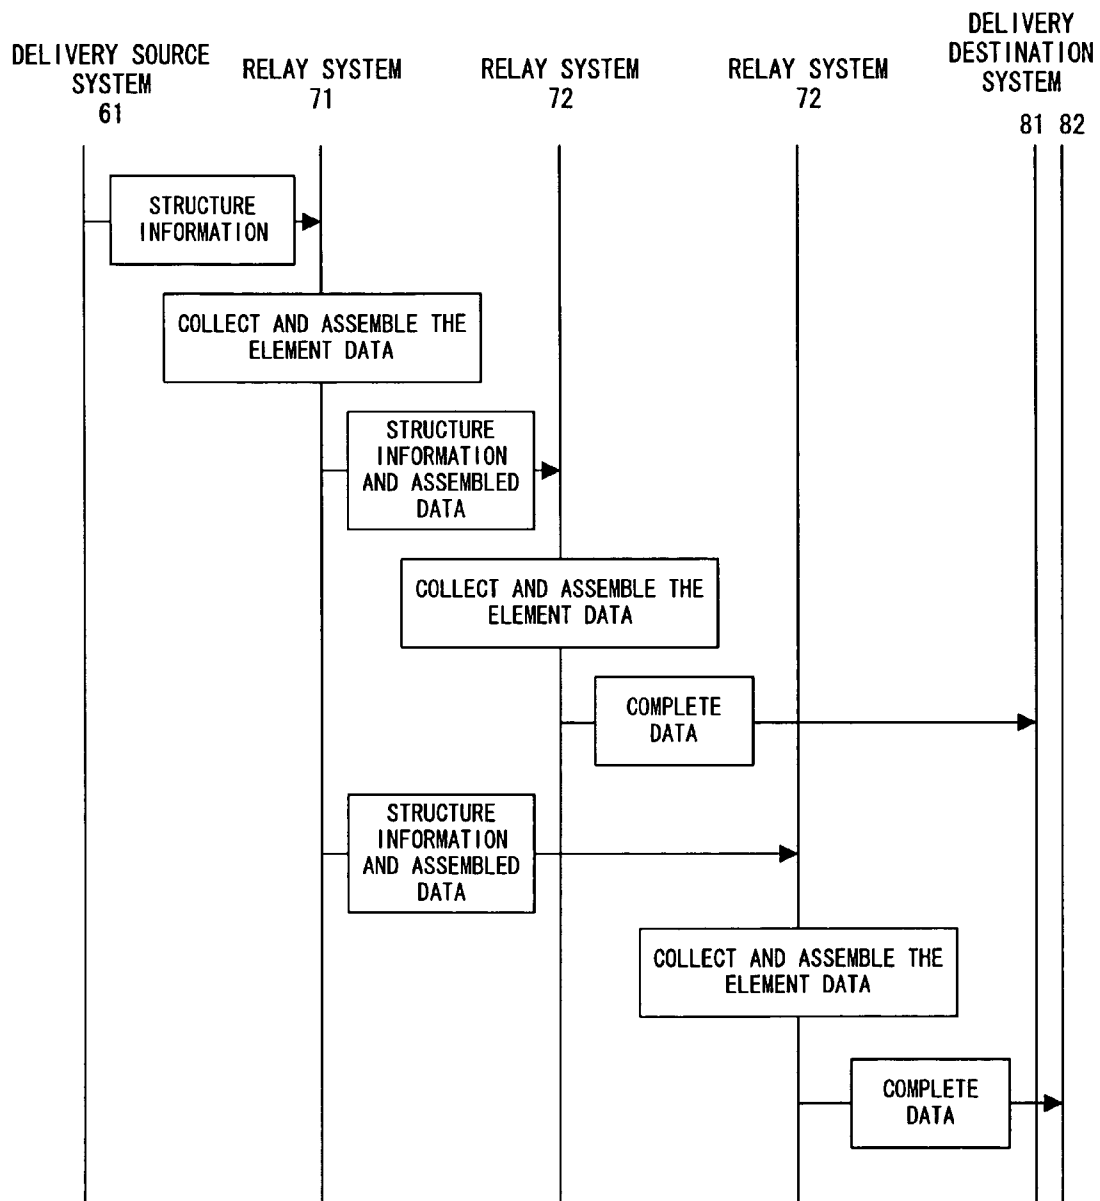 DELIVERY SOURCE
SYSTEM
61
RELAY SYSTEM
71
RELAY SYSTEM
72
RELAY SYSTEM
72
DELIVERY
DESTINATION
SYSTEM
81 82
STRUCTURE
INFORMATION
COLLECT AND ASSEMBLE THE
ELEMENT DATA
STRUCTURE
INFORMATION
AND ASSEMBLED
DATA
COLLECT AND ASSEMBLE THE
ELEMENT DATA
COMPLETE
DATA
STRUCTURE
INFORMATION
AND ASSEMBLED
DATA
COLLECT AND ASSEMBLE THE
ELEMENT DATA
COMPLETE
DATA